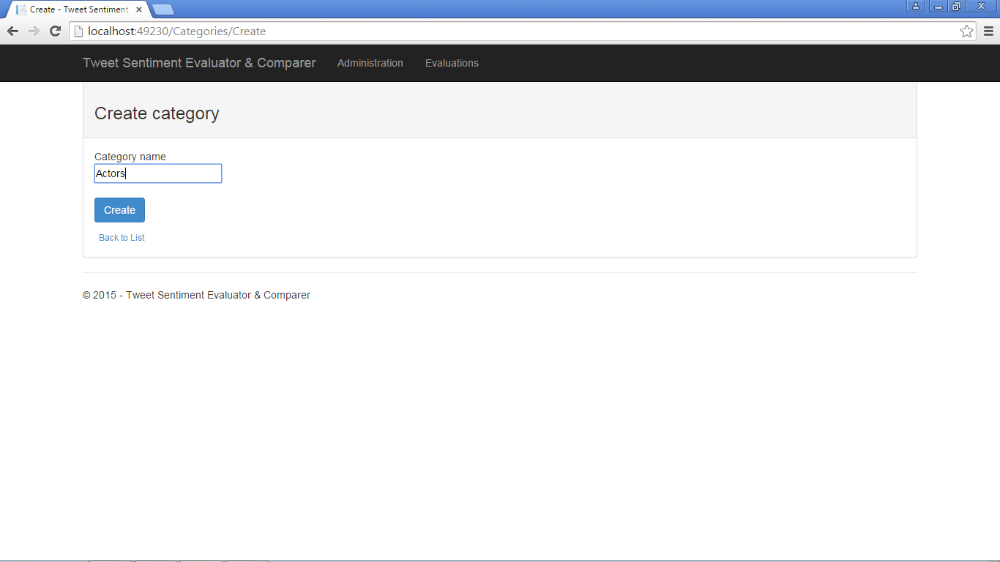 Create - Tweet Sentiment
localhost:49230/Categories/Create
Tweet Sentiment Evaluator & Comparer Administration Evaluations
Create category
Category name
Actors
Create
Back to List
© 2015 - Tweet Sentiment Evaluator & Comparer